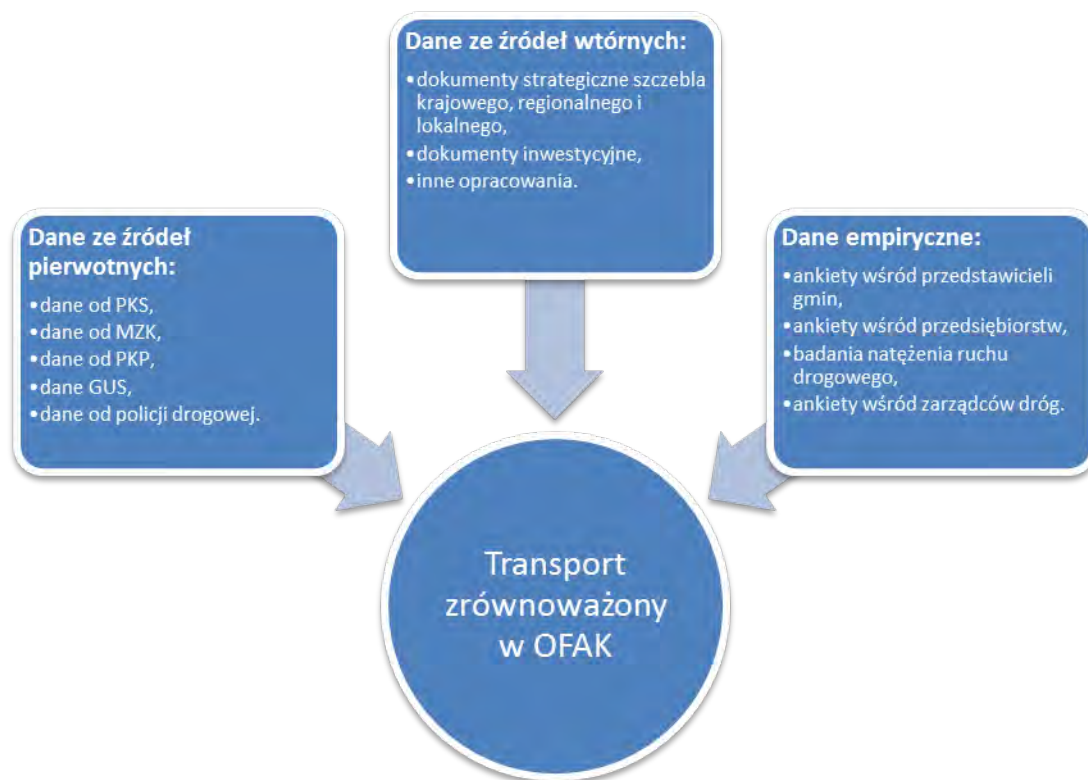 Dane ze źródeł wtórnych:
•dokumenty strategiczne szczebla
krajowego, regionalnego i
lokalnego,
•dokumenty inwestycyjne,
•inne opracowania.
Dane ze źródeł
pierwotnych:
•dane od PKS,
•dane od MZK,
•dane od PKP,
•dane GUS,
•dane od policji drogowej.
Dane empiryczne:
•ankiety wśród przedstawicieli
gmin,
•ankiety wśród przedsiębiorstw,
•badania natężenia ruchu
drogowego,
•ankiety wśród zarządców dróg.
Transport
zrównoważony
w OFAK